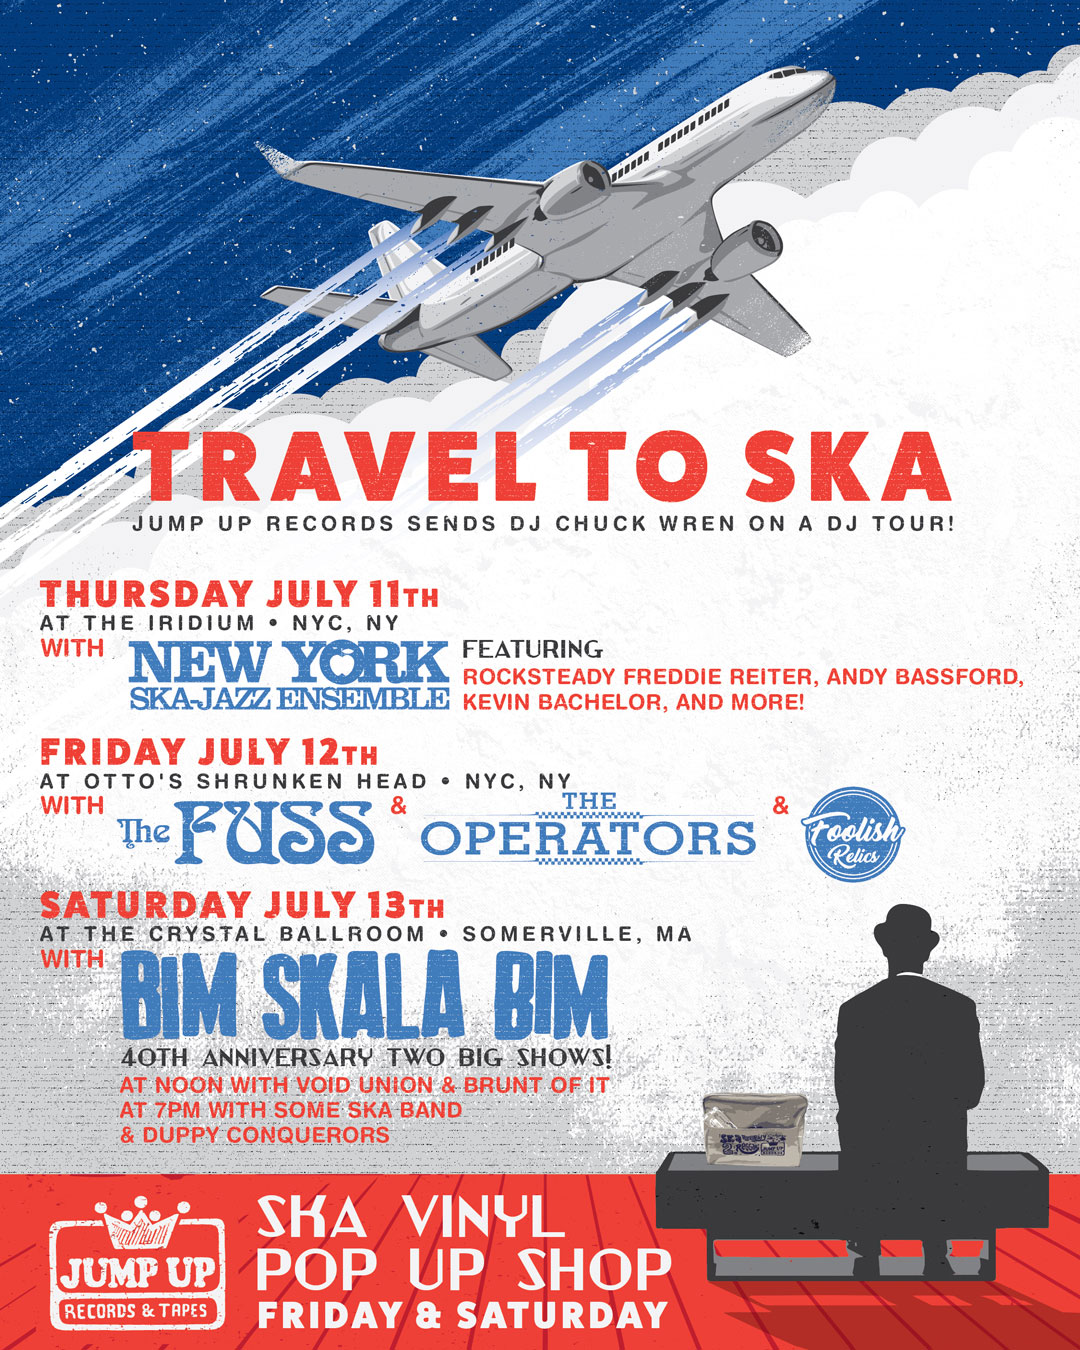 TRAVEL TO SKA
JUMP UP RECORDS SENDS DJ CHUCK WREN ON A DJ TOUR!
THURSDAY JULY 11TH
AT THE IRIDIUM • NYC, NY
WITH
NEW YORK
SKA-JAZZ ENSEMBLE
FEATURING
ROCKSTEADY FREDDIE REITER, ANDY BASSFORD,
KEVIN BACHELOR, AND MORE!
FRIDAY JULY 12TH
AT OTTO'S SHRUNKEN HEAD • NYC, NY
WITH
The FUSS
&
THE
OPERATORS
&
Foolish
Relics
SATURDAY JULY 13TH
AT THE CRYSTAL BALLROOM • SOMERVILLE, MA
WITH
BIM SKALA BIM
40TH ANNIVERSARY TWO BIG SHOWS!
AT NOON WITH VOID UNION & BRUNT OF IT
AT 7PM WITH SOME SKA BAND
& DUPPY CONQUERORS
JUMP UP
JUMP UP
RECORDS & TAPES
SKA VINYL
POP UP SHOP
FRIDAY & SATURDAY